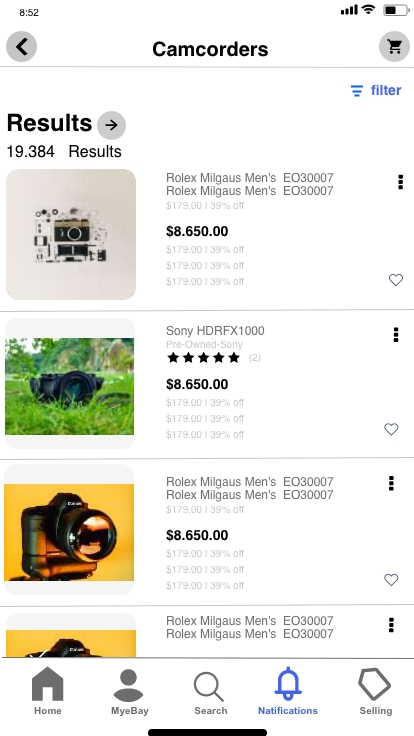 8:52
Camcorders
filter
Results
19.384 Results
Rolex Milgaus Men's EO30007
Rolex Milgaus Men's EO30007
$179.00 I 39% off
$8.650.00
$179.00 I 39% off
$179.00 I 39% off
$179.00 I 39% off
Sony HDRFX1000
Pre-Owned-Sony
(2)
$8.650.00
$179.00 I 39% off
$179.00 I 39% off
$179.00 I 39% off
Canon
Rolex Milgaus Men's EO30007
Rolex Milgaus Men's EO30007
$179.00 I 39% off
$8.650.00
$179.00 I 39% off
$179.00 I 39% off
$179.00 I 39% off
Rolex Milgaus Men's EO30007
Rolex Milgaus Men's EO30007
Canon
Home
MyeBay
Search
Natifications
Selling